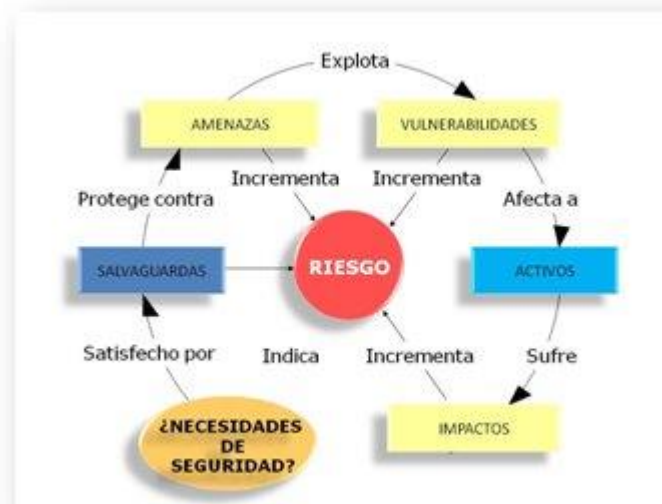 Explota
AMENAZAS
VULNERABILIDADES
Incrementa
Incrementa
Protege contra
Afecta a
SALVAGUARDAS
RIESGO
ACTIVOS
Satisfecho por
Indica
Incrementa
Sufre
¿NECESIDADES
DE
SEGURIDAD?
IMPACTOS